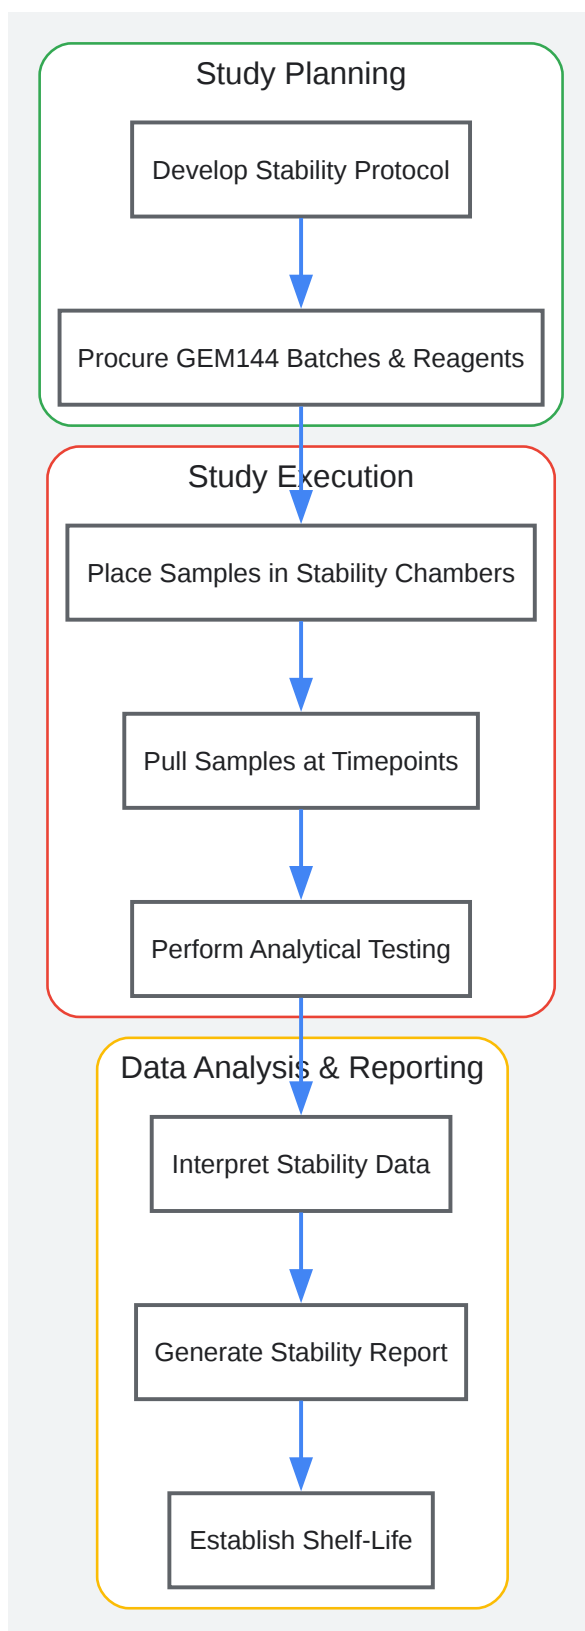 Study Planning
Develop Stability Protocol
Procure GEM144 Batches & Reagents
Study Execution
Place Samples in Stability Chambers
Pull Samples at Timepoints
Perform Analytical Testing
Data Analysis & Reporting
Interpret Stability Data
Generate Stability Report
Establish Shelf-Life